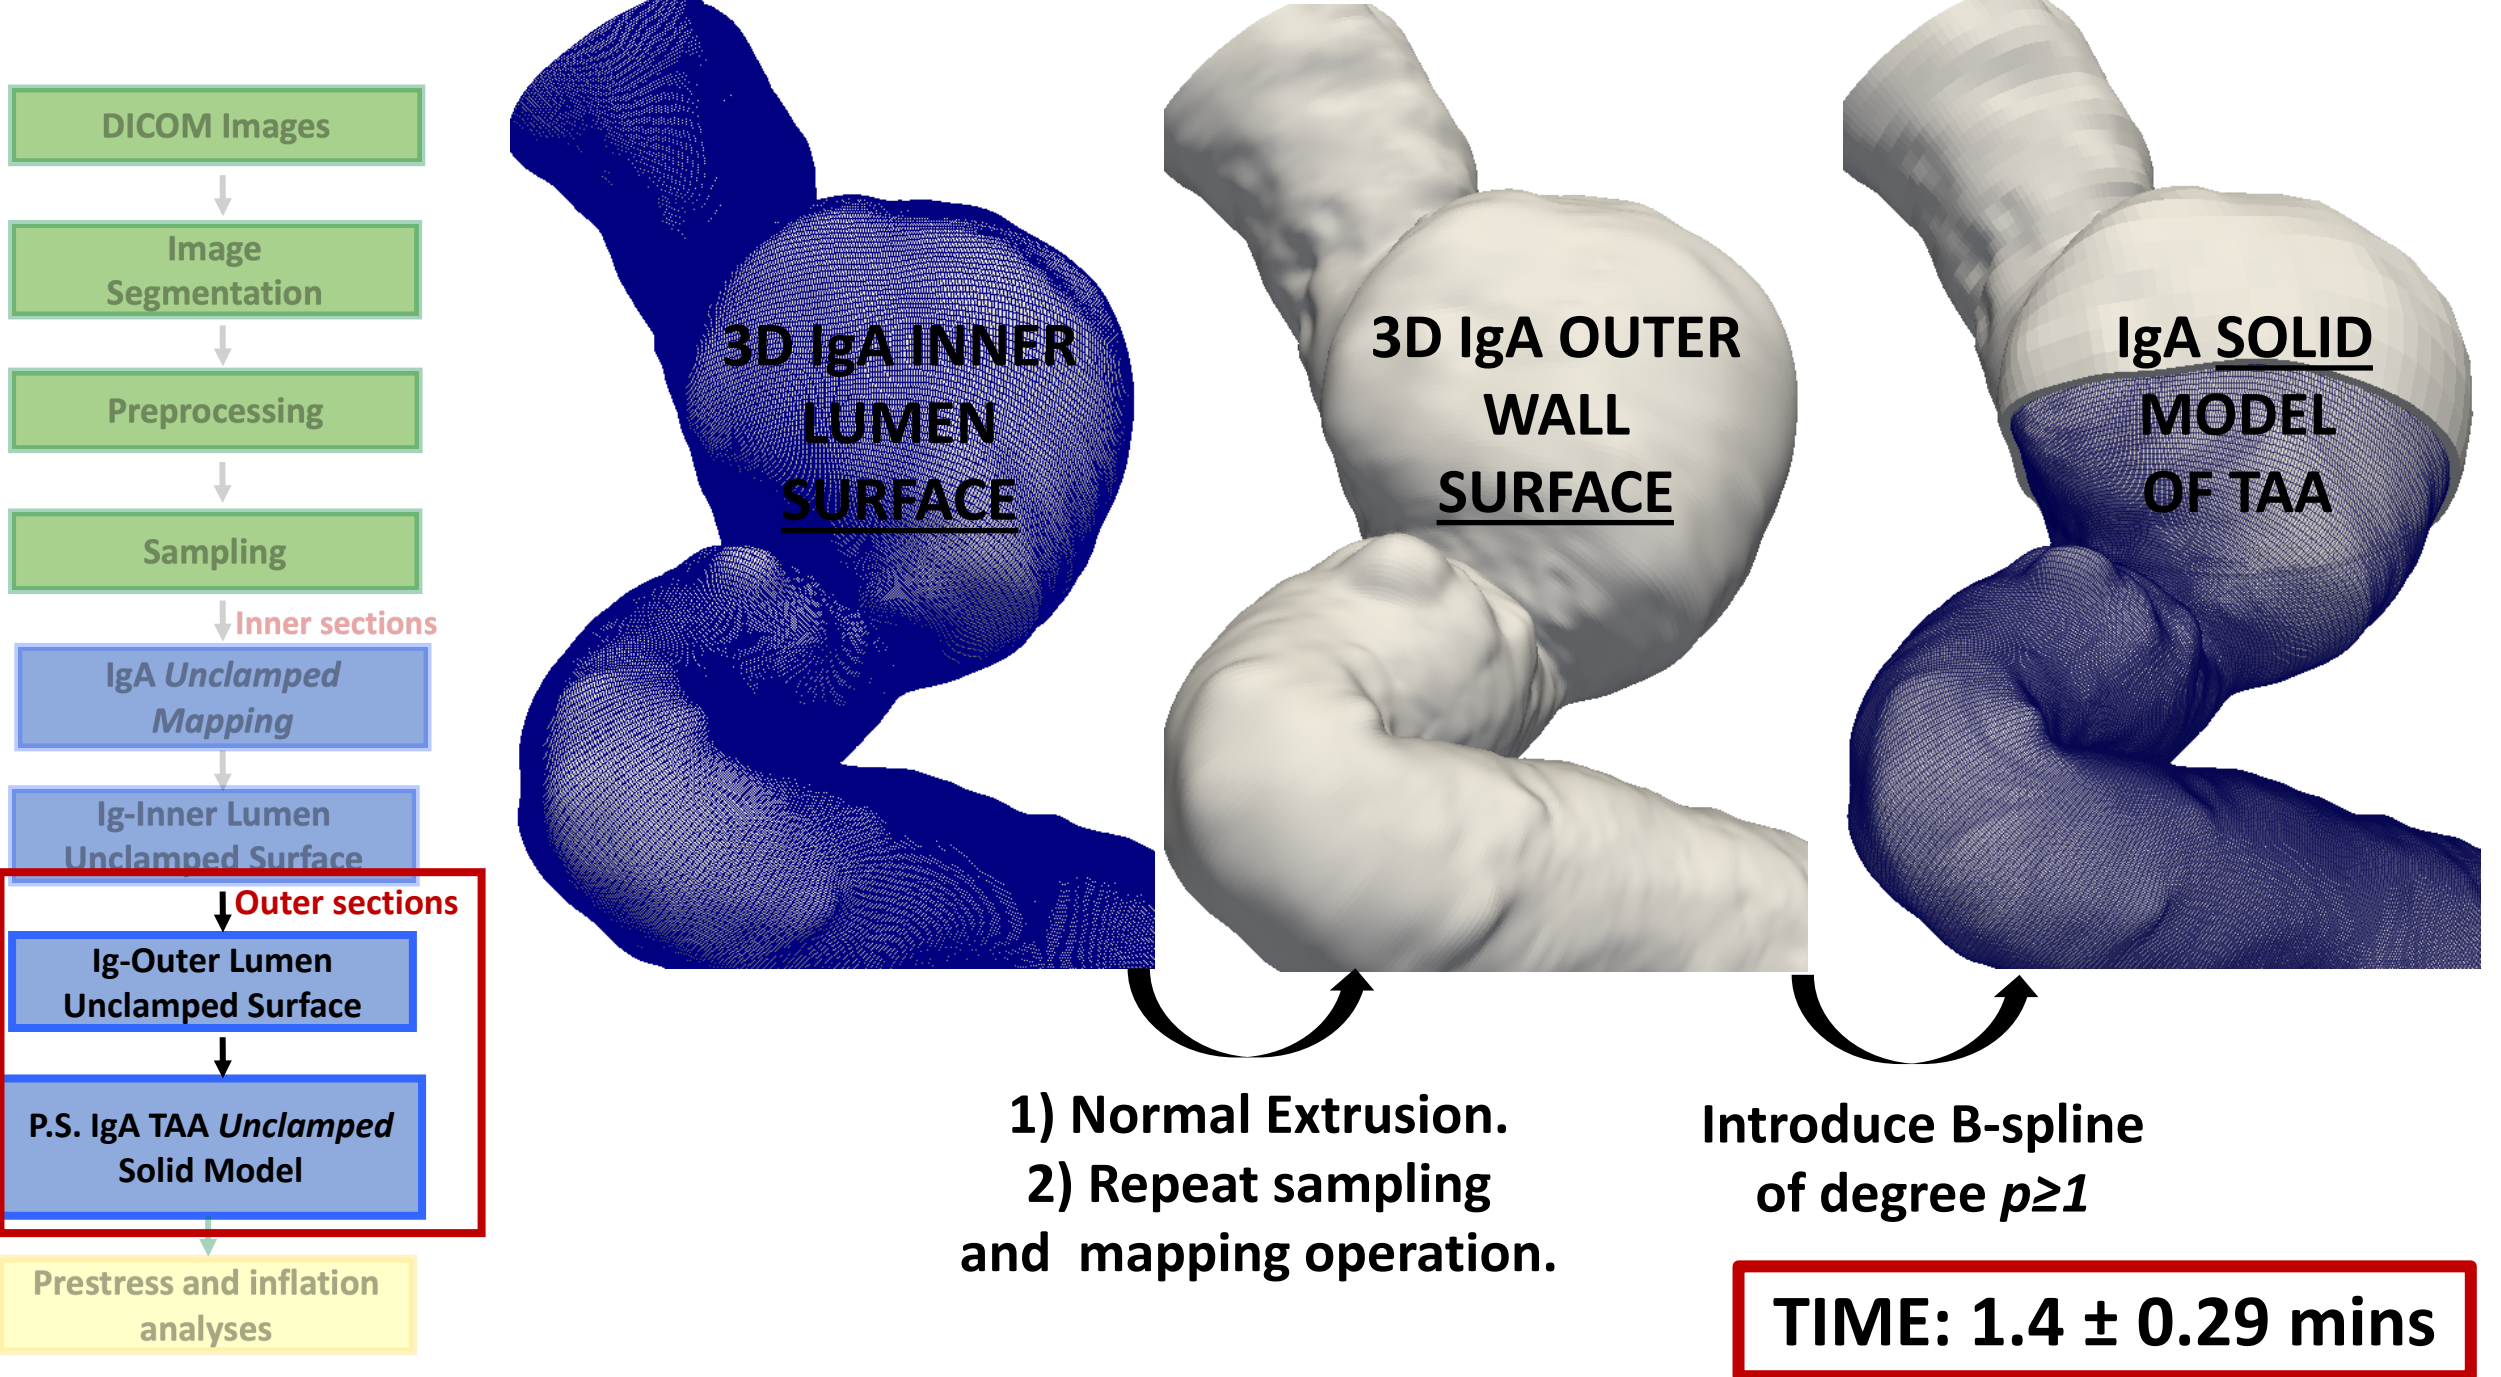 DICOM Images
Image
Segmentation
Preprocessing
Sampling
Inner sections
IgA Unclamped
Mapping
Ig-Inner Lumen
Unclamped Surface
Outer sections
Ig-Outer Lumen
Unclamped Surface
P.S. IgA TAA Unclamped
Solid Model
Prestress and inflation
analyses
3D IgA INNER
LUMEN
SURFACE
3D IgA OUTER
WALL
SURFACE
IgA SOLID
MODEL
OF TAA
1) Normal Extrusion.
2) Repeat sampling
and mapping operation.
Introduce B-spline
of degree p≥1
TIME: 1.4 ± 0.29 mins